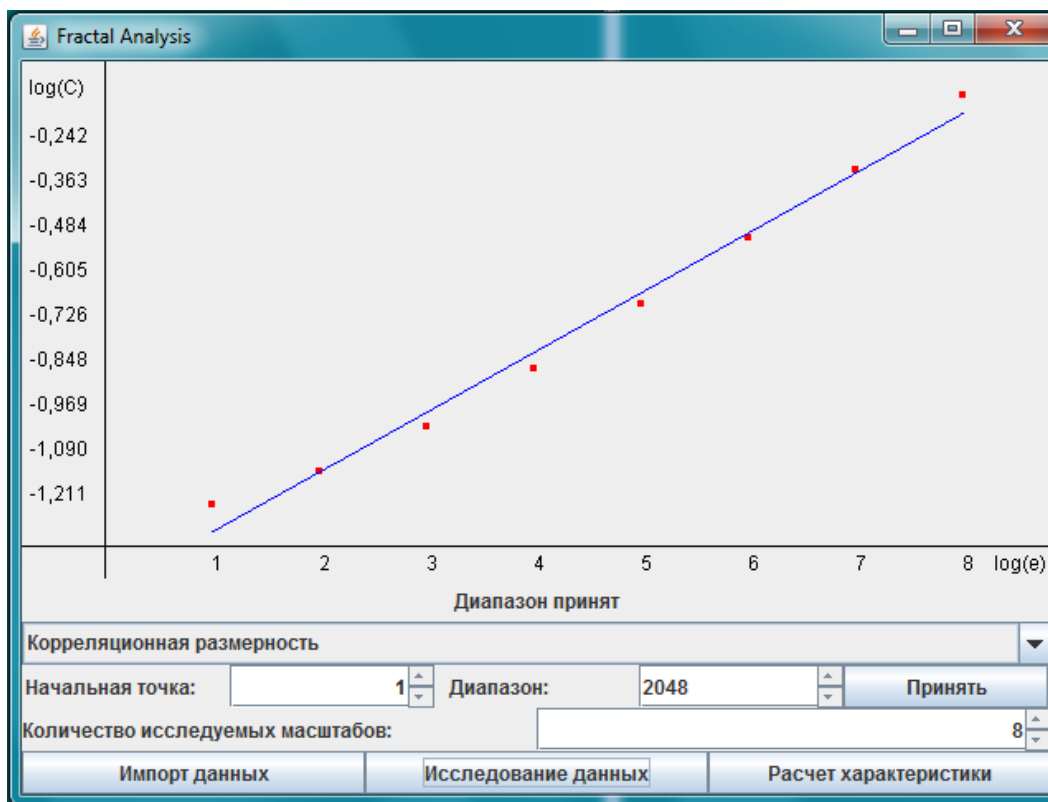 Fractal Analysis
log(C)
-0,242
-0,363
-0,484
-0,605
-0,726
-0,848
-0,969
-1,090
-1,211
1 2 3 4 5 6 7 8 log(e)
Диапазон принят
Корреляционная размерность
Начальная точка: 1 Диапазон: 2048 Принять
Количество исследуемых масштабов: 8
Импорт данных Исследование данных Расчет характеристики